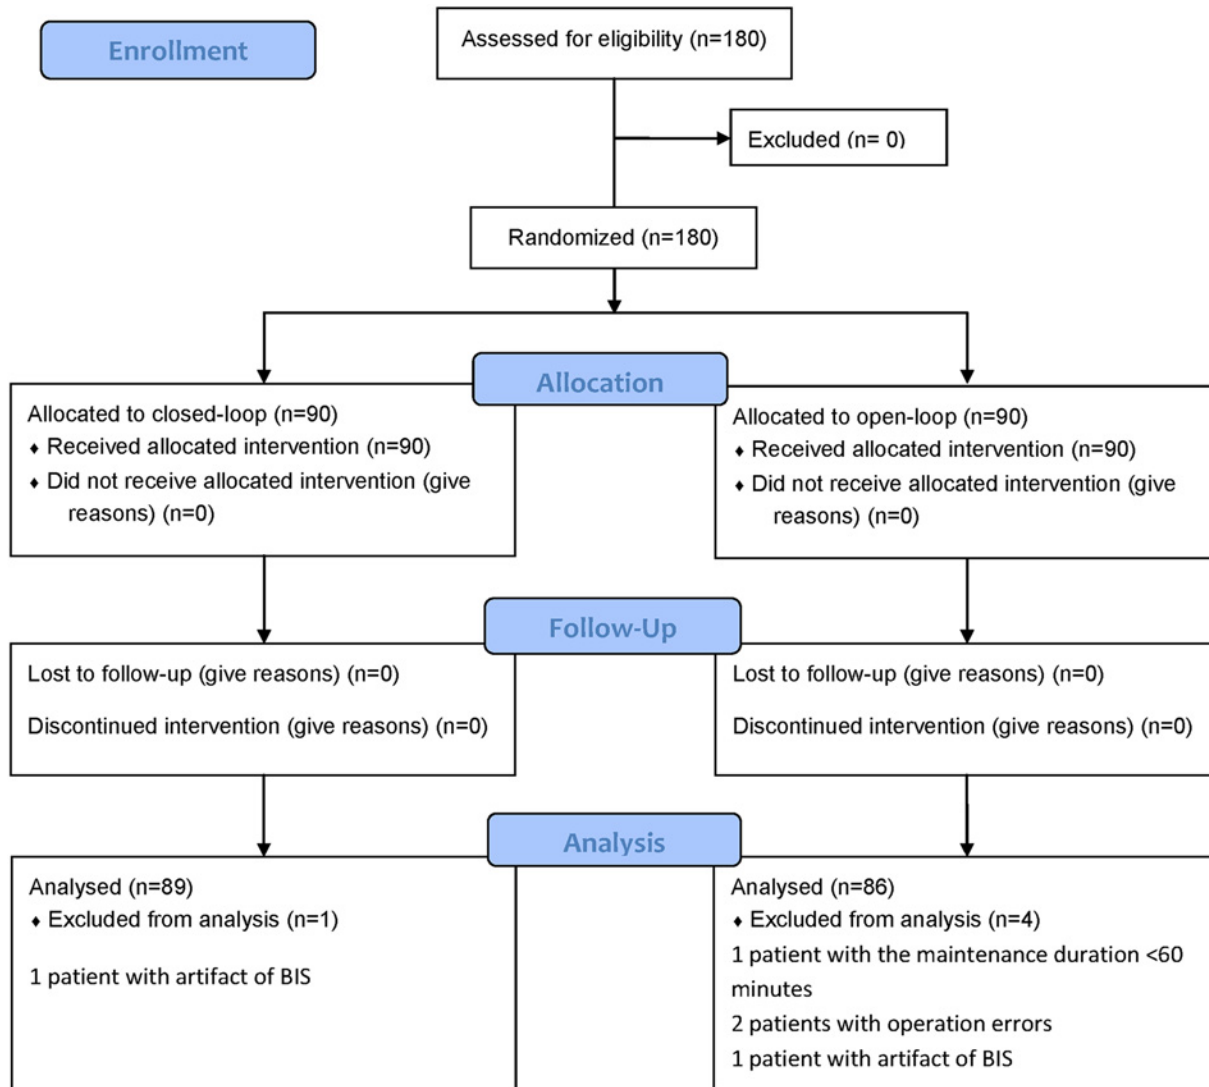 Enrollment
Assessed for eligibility (n=180)
Excluded (n= 0)
Randomized (n=180)
Allocation
Allocated to closed-loop (n=90)
♦ Received allocated intervention (n=90)
♦ Did not receive allocated intervention (give
reasons) (n=0)
Allocated to open-loop (n=90)
♦ Received allocated intervention (n=90)
♦ Did not receive allocated intervention (give
reasons) (n=0)
Follow-Up
Lost to follow-up (give reasons) (n=0)
Discontinued intervention (give reasons) (n=0)
Lost to follow-up (give reasons) (n=0)
Discontinued intervention (give reasons) (n=0)
Analysis
Analysed (n=89)
♦ Excluded from analysis (n=1)
1 patient with artifact of BIS
Analysed (n=86)
♦ Excluded from analysis (n=4)
1 patient with the maintenance duration <60
minutes
2 patients with operation errors
1 patient with artifact of BIS